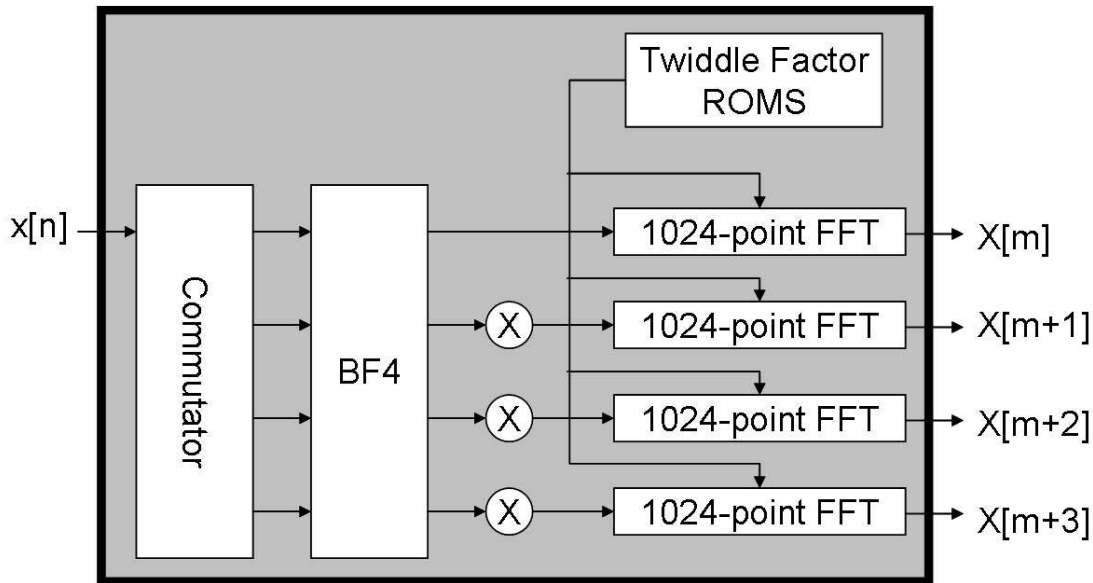 Twiddle Factor
ROMS
x[n]
Commutator
BF4
1024-point FFT
X[m]
X
1024-point FFT
X[m+1]
X
1024-point FFT
X[m+2]
X
1024-point FFT
X[m+3]